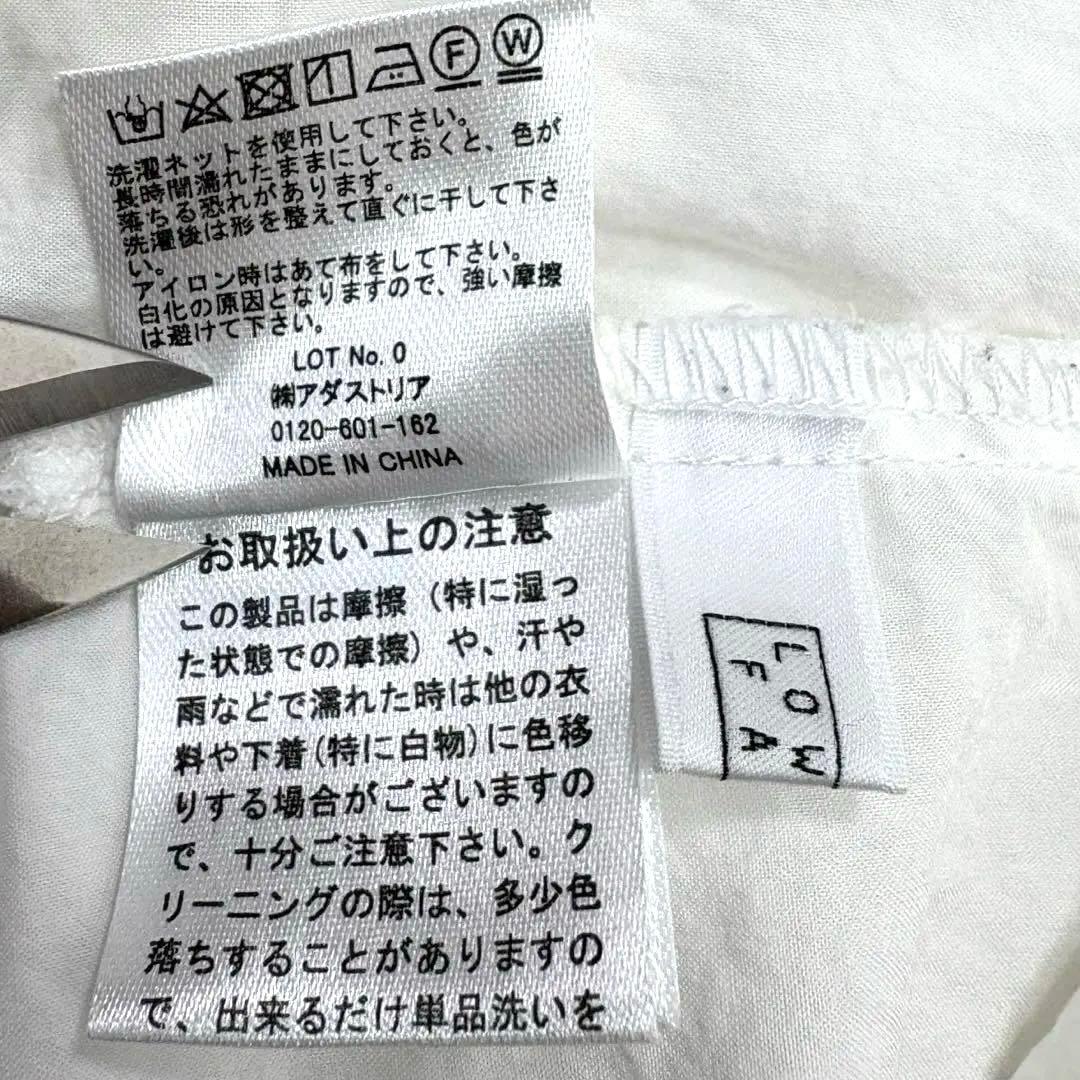 F W
洗濯ネットを使用して下さい。
長時間濡れたままにしておくと、色が
落ちる恐れがあります。
洗濯後は形を整えて直ぐに干して下さ
い。
アイロン時はあて布をして下さい。
白化の原因となりますので、強い摩擦
は避けて下さい。
LOT No. 0
㈱アダストリア
0120-601-162
MADE IN CHINA
お取扱い上の注意
この製品は摩擦（特に湿っ
た状態での摩擦）や、汗や
雨などで濡れた時は他の衣
料や下着(特に白物)に色移
りする場合がございますの
で、十分ご注意下さい。ク
リーニングの際は、多少色
落ちすることがありますの
で、出来るだけ単品洗いを
LOW
FA